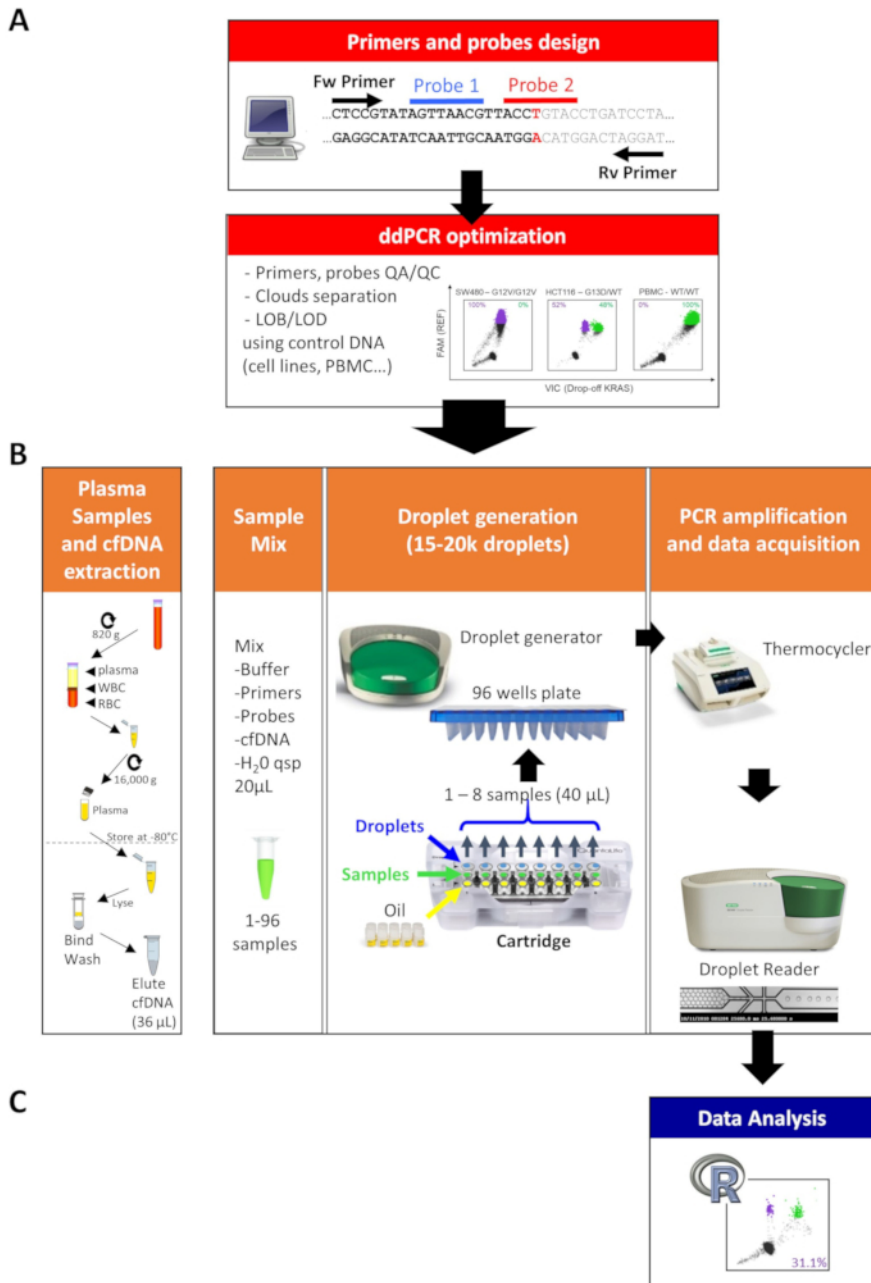 A
Primers and probes design
Fw Primer
Probe 1
Probe 2
...CTCCGTATAGTTAACGTTACCTGTACCTGATCCTA...
...GAGGCATATCAATTGCAATGGACATGGACTAGGAT...
Rv Primer
ddPCR optimization
- Primers, probes QA/QC
- Clouds separation
- LOB/LOD
using control DNA
(cell lines, PBMC...)
SW480 – G12V/G12V
HCT116 – G13D/WT
PBMC - WT/WT
100%
0%
52%
48%
0%
100%
FAM (REF)
VIC (Drop-off KRAS)
B
Plasma
Samples
and cfDNA
extraction
820 g
plasma
WBC
RBC
16,000 g
Plasma
Store at -80°C
Lyse
Bind
Wash
Elute
cfDNA
(36 µL)
Sample
Mix
Mix
-Buffer
-Primers
-Probes
-cfDNA
-H20 qsp
20µL
1-96
samples
Droplet generation
(15-20k droplets)
Droplet generator
96 wells plate
1 – 8 samples (40 µL)
Droplets
Samples
Oil
Cartridge
PCR amplification
and data acquisition
Thermocycler
Droplet Reader
C
Data Analysis
R
31.1%